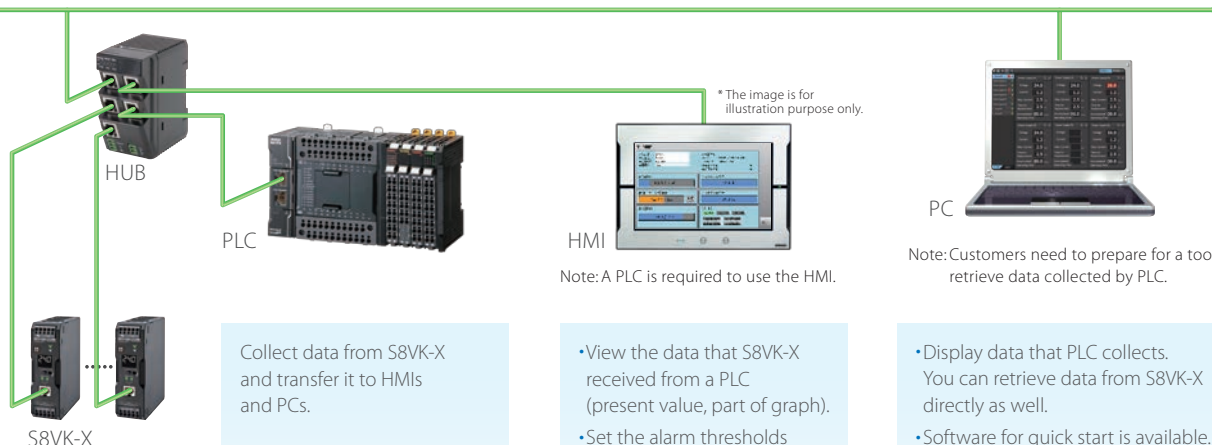 * The image is for
illustration purpose only.
HUB
PLC
HMI
PC
Note: A PLC is required to use the HMI.
Note: Customers need to prepare for a too
retrieve data collected by PLC.
S8VK-X
Collect data from S8VK-X
and transfer it to HMIs
and PCs.
•View the data that S8VK-X
received from a PLC
(present value, part of graph).
•Set the alarm thresholds
•Display data that PLC collects.
You can retrieve data from S8VK-X
directly as well.
•Software for quick start is available.